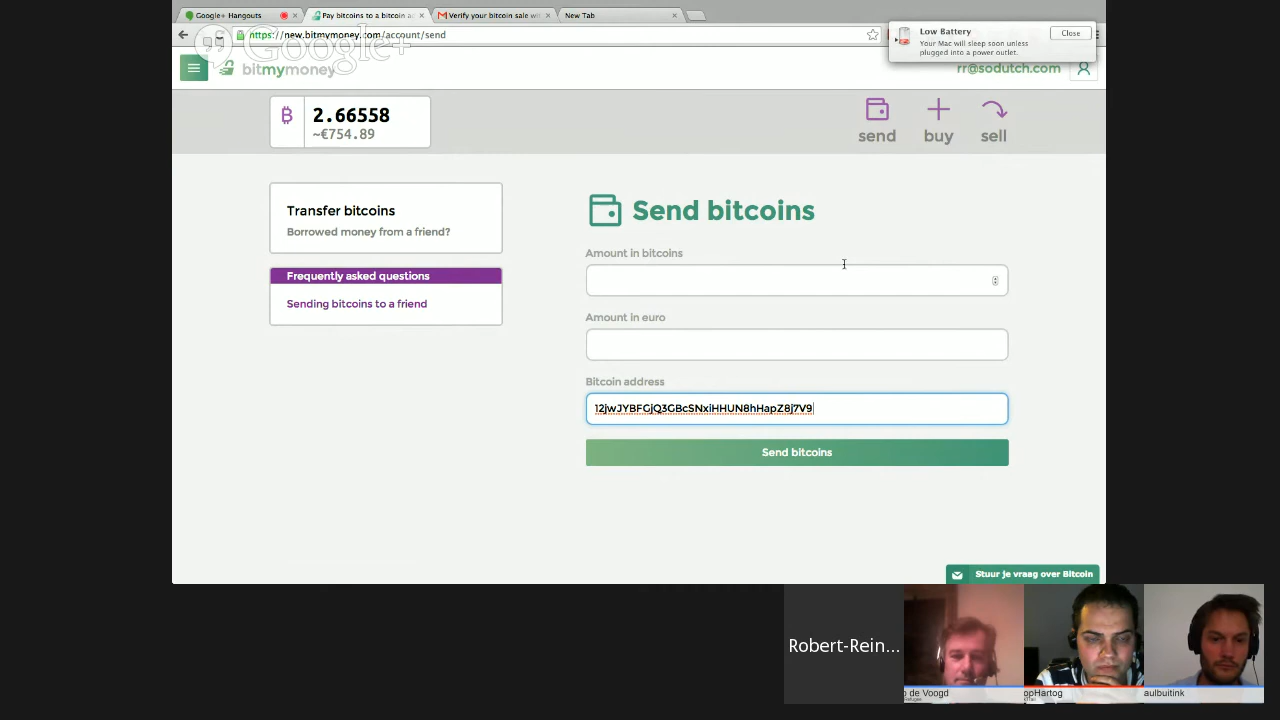 Google+ Hangouts
Pay bitcoins to a bitcoin a
Verify your bitcoin sale wi
New Tab
https://new.bitmymoney.com/account/send
Google+
Low Battery
Close
Your Mac will sleep soon unless
plugged into a power outlet.
bitmymoney
rr@sodutch.com
2.66558
~€754.89
send
buy
sell
Transfer bitcoins
Borrowed money from a friend?
Frequently asked questions
Sending bitcoins to a friend
Send bitcoins
Amount in bitcoins
Amount in euro
Bitcoin address
12jwJYBFGjQ3GBcSNxiHHUN8hHapZ8j7V9
Send bitcoins
Stuur je vraag over Bitcoin
Robert-Rein...
o de Voogd
opHartog
aulbuitink